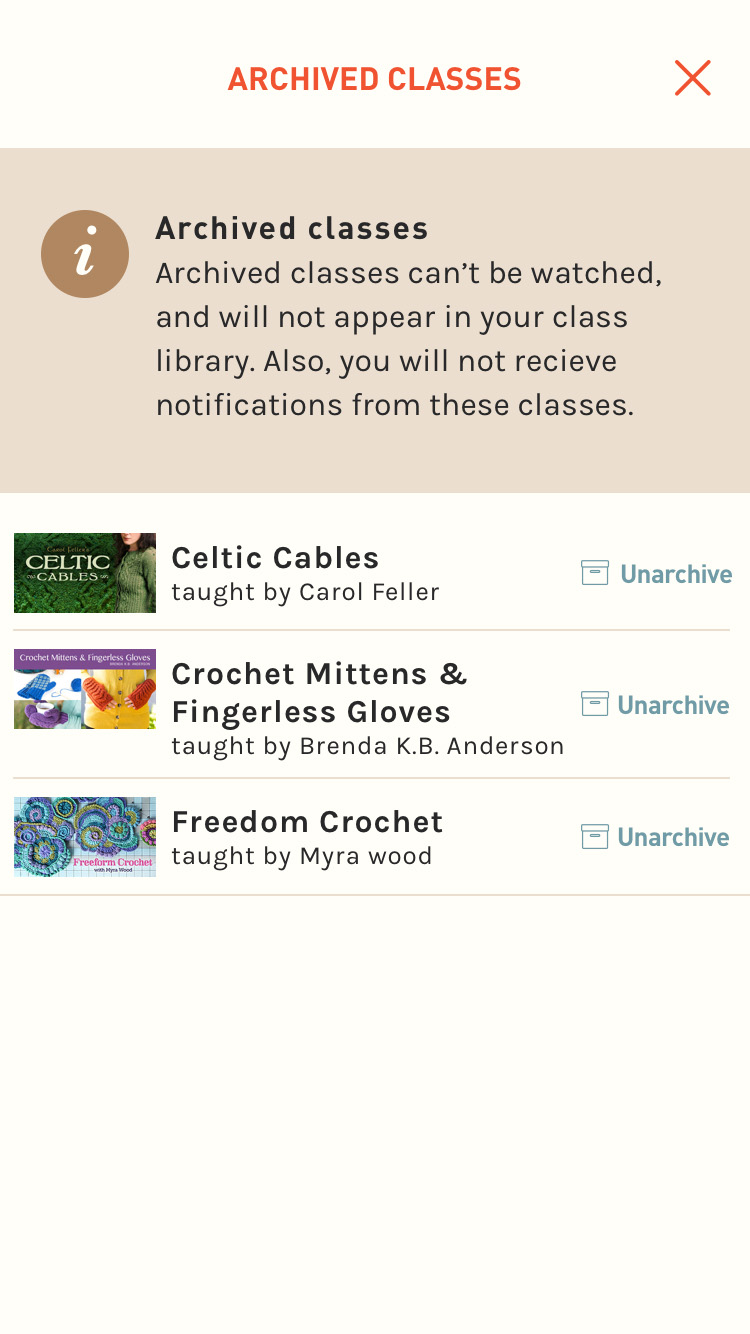 ARCHIVED CLASSES
i
Archived classes
Archived classes can’t be watched,
and will not appear in your class
library. Also, you will not recieve
notifications from these classes.
Carol Feller's
CELTIC
CABLES
Celtic Cables
taught by Carol Feller
Unarchive
Crochet Mittens & Fingerless Gloves
BRENDA K.B. ANDERSON
Crochet Mittens &
Fingerless Gloves
taught by Brenda K.B. Anderson
Unarchive
Freeform Crochet
with Myra Wood
Freedom Crochet
taught by Myra wood
Unarchive